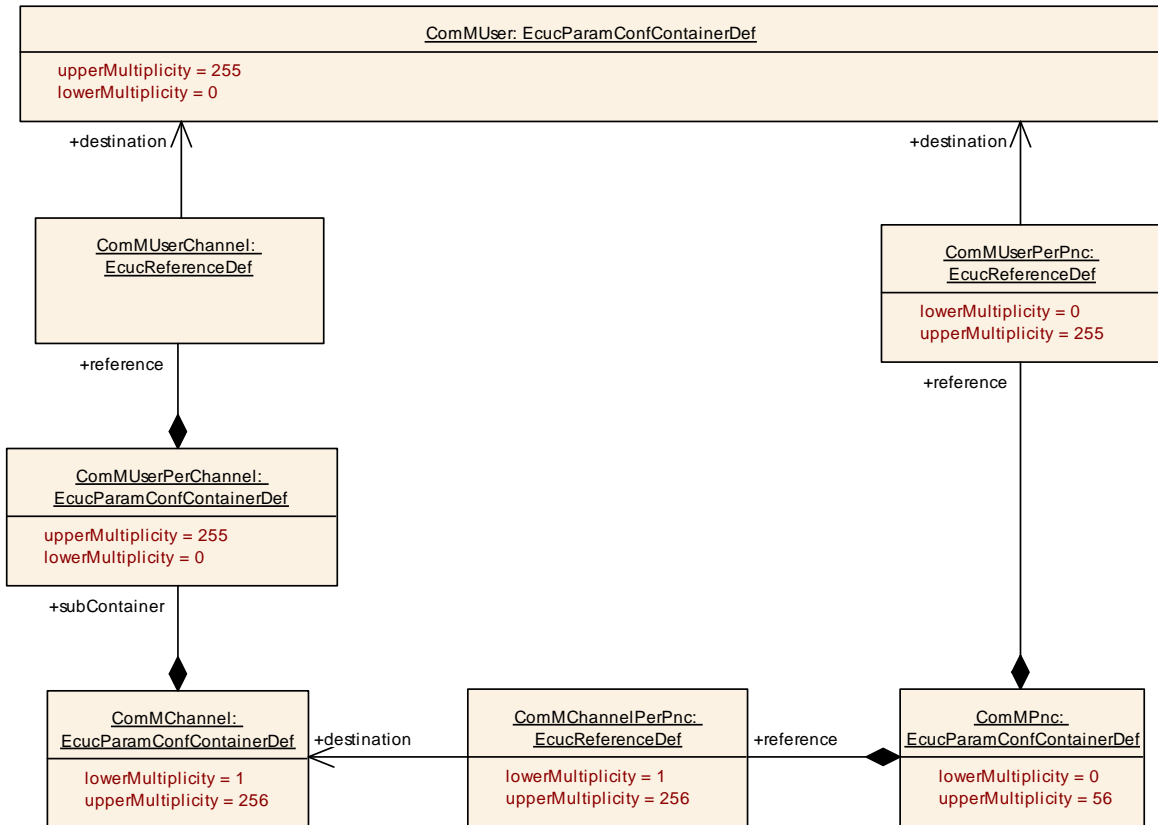 ComMUser: EcucParamConfContainerDef
upperMultiplicity = 255
lowerMultiplicity = 0
+destination
+destination
ComMUserChannel:
EcucReferenceDef
ComMUserPerPnc:
EcucReferenceDef
lowerMultiplicity = 0
upperMultiplicity = 255
+reference
+reference
ComMUserPerChannel:
EcucParamConfContainerDef
upperMultiplicity = 255
lowerMultiplicity = 0
+subContainer
ComMChannel:
EcucParamConfContainerDef
lowerMultiplicity = 1
upperMultiplicity = 256
+destination
ComMChannelPerPnc:
EcucReferenceDef
lowerMultiplicity = 1
upperMultiplicity = 256
+reference
ComMPnc:
EcucParamConfContainerDef
lowerMultiplicity = 0
upperMultiplicity = 56